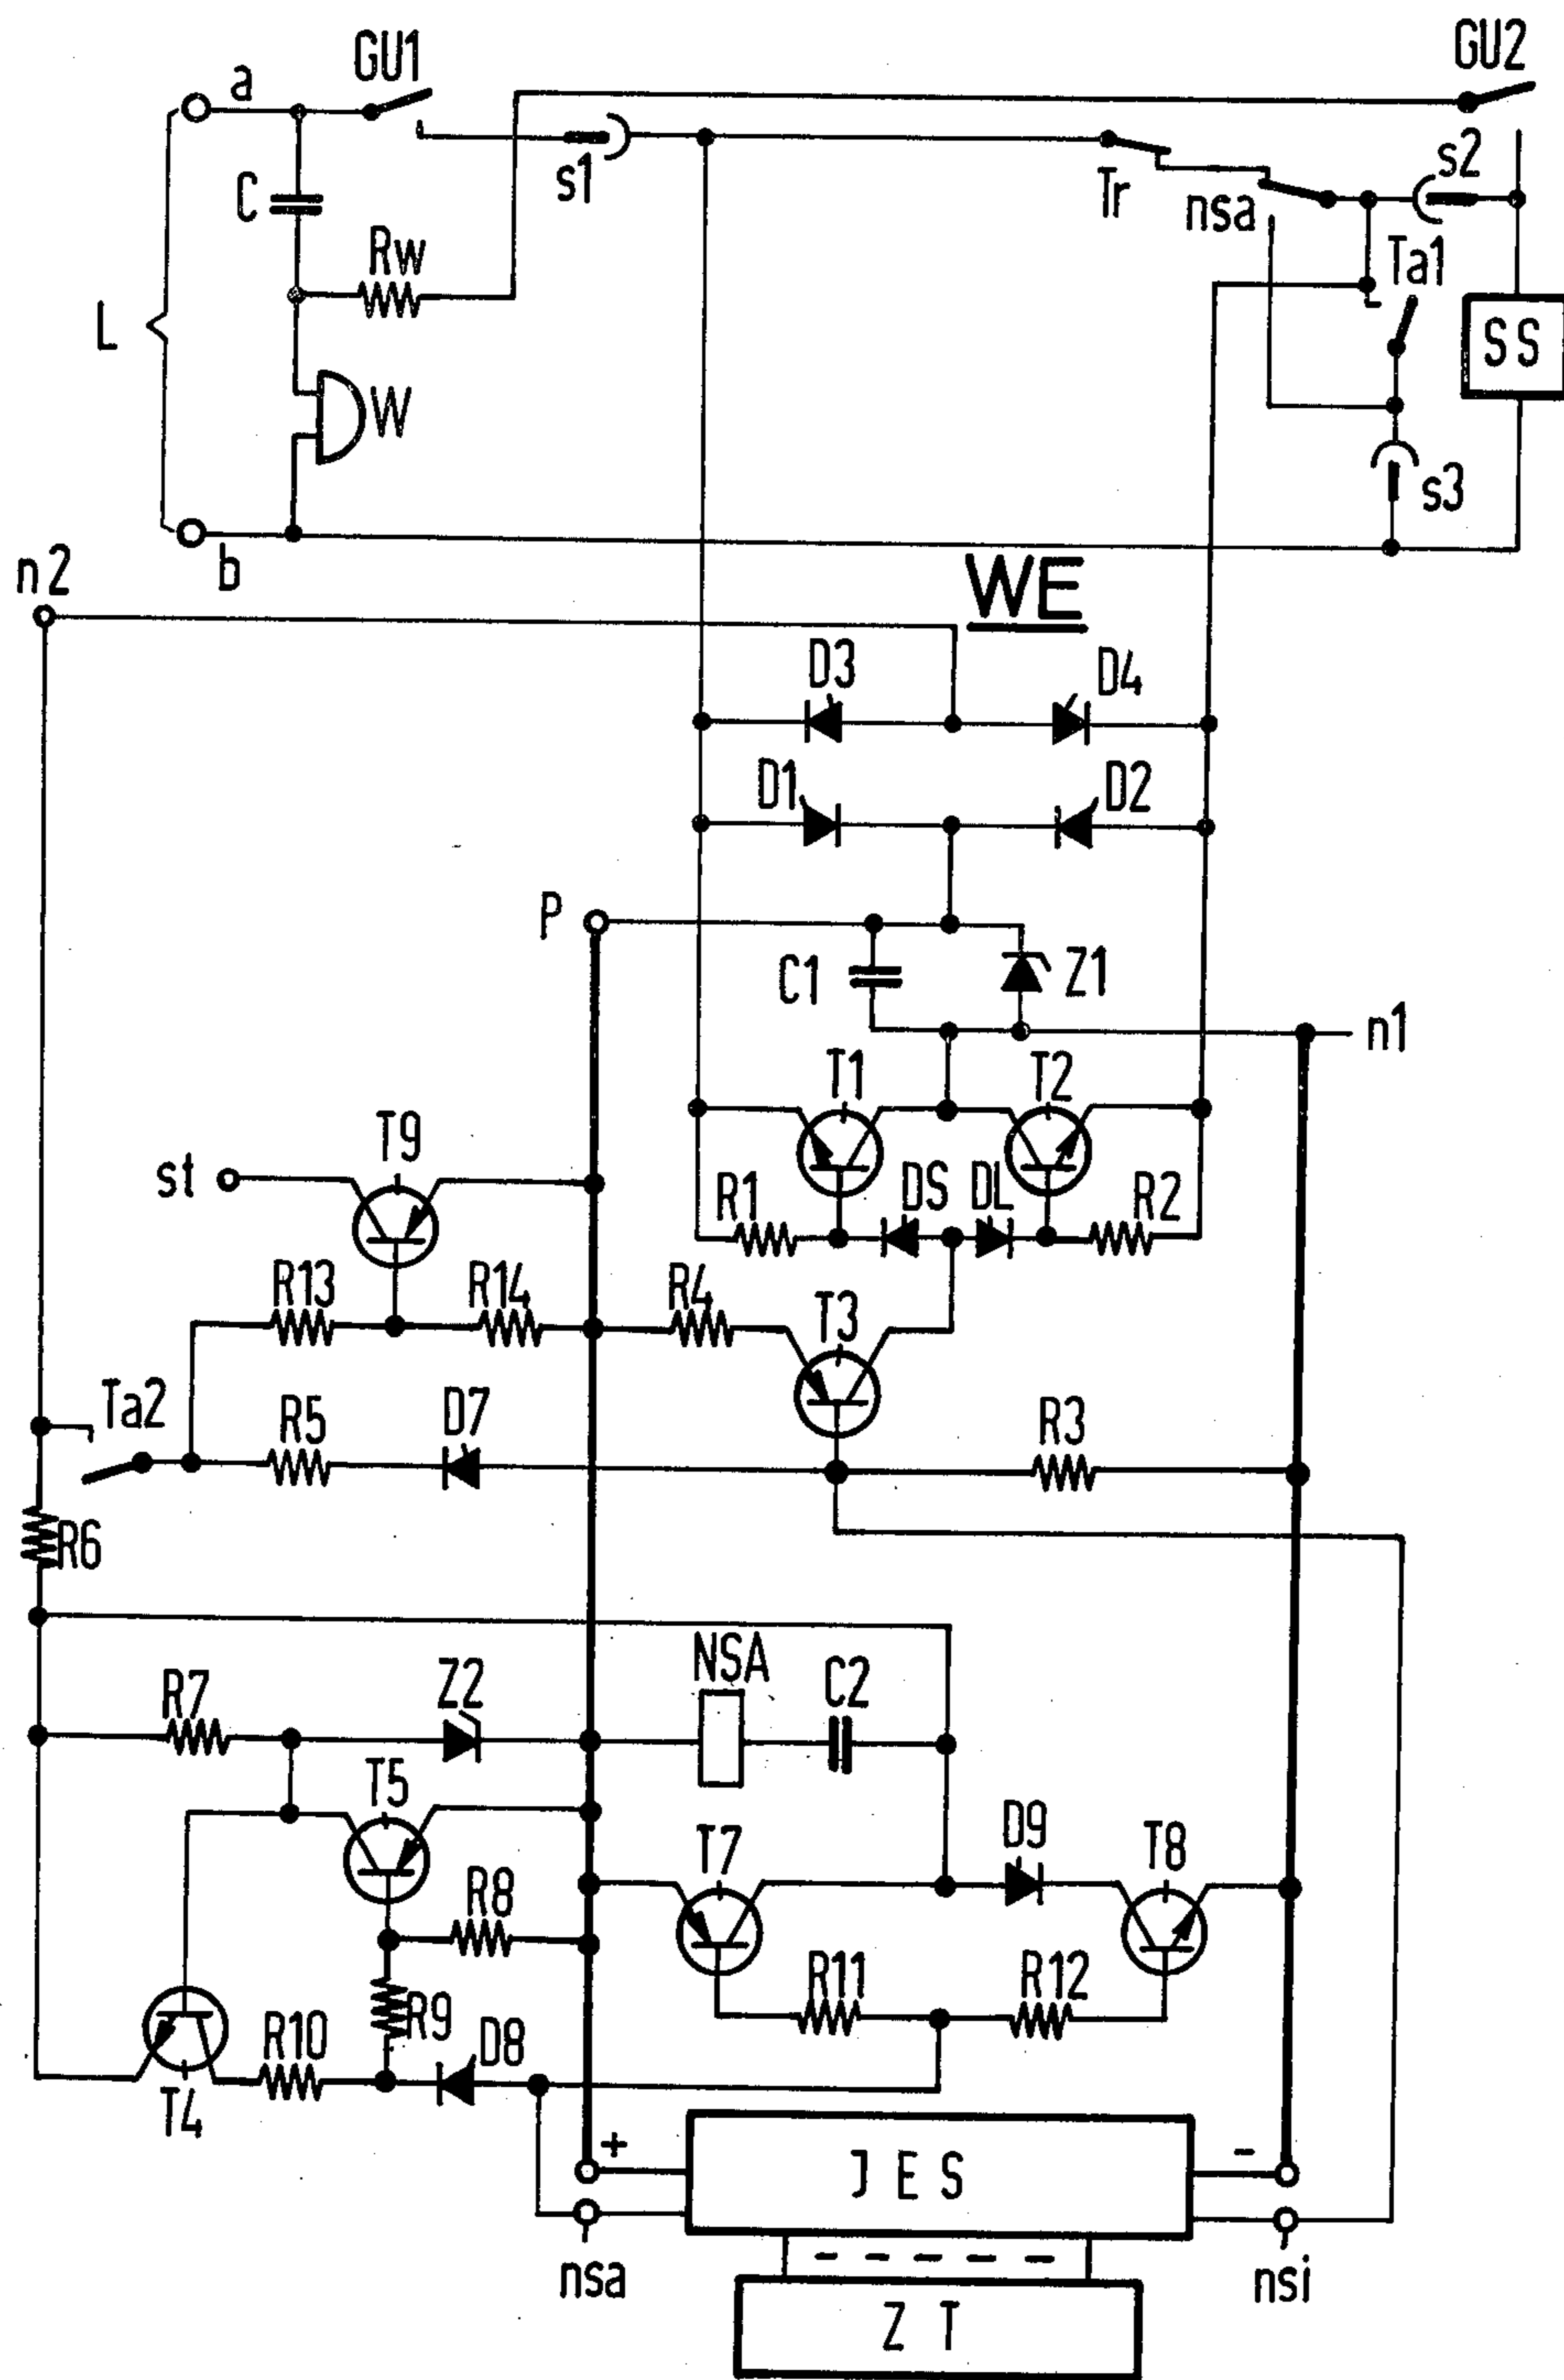 GU1
GU2
a
s1
s2
Tr
nsa
C
Rw
Ta1
L
SS
W
s3
b
n2
WE
D3
D4
D1
D2
P
C1
Z1
n1
T1
T2
T9
st
R1
DS
DL
R2
R13
R14
R4
T3
Ta2
R5
D7
R3
R6
NSA
C2
R7
Z2
T5
D9
T7
T8
R8
R11
R12
R9
R10
D8
T4
+
-
JES
nsa
nsi
- - - - -
ZT